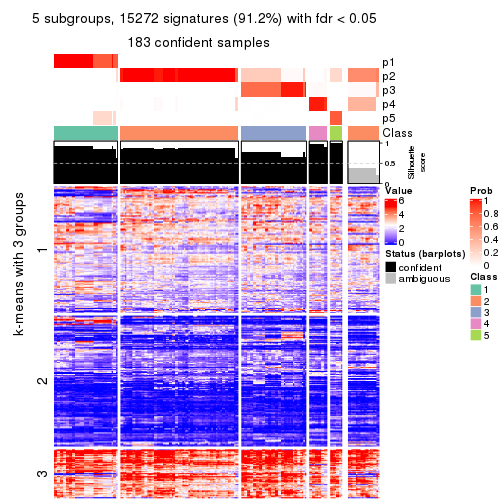 5 subgroups, 15272 signatures (91.2%) with fdr < 0.05
183 confident samples
p1
p2
p3
p4
p5
Class
1
0.5
0
Silhouette
score
k-means with 3 groups
1
2
3
Value
6
4
2
0
Status (barplots)
confident
ambiguous
Prob
1
0.8
0.6
0.4
0.2
0
Class
1
2
3
4
5